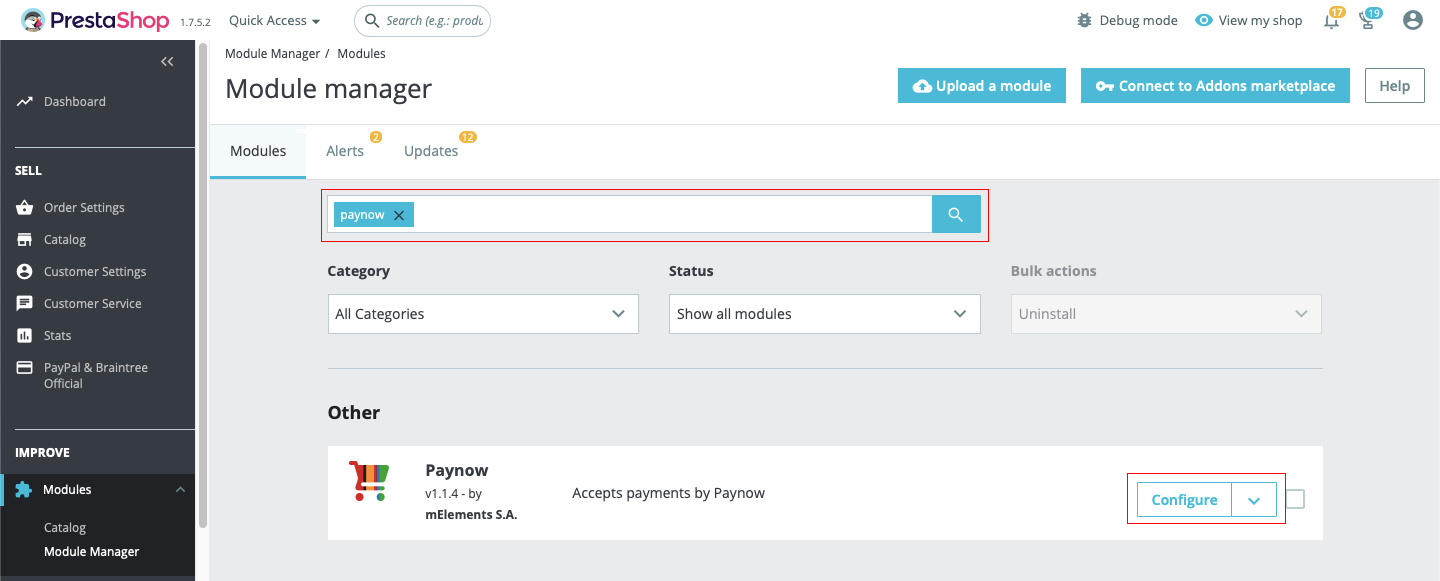 PrestaShop 1.7.5.2 Quick Access Search (e.g.: produ Debug mode View my shop 17 19
Dashboard
SELL
Order Settings
Catalog
Customer Settings
Customer Service
Stats
PayPal & Braintree
Official
IMPROVE
Modules
Catalog
Module Manager
Module Manager / Modules
Module manager
Upload a module Connect to Addons marketplace Help
Modules Alerts 2 Updates 12
paynow
Category Status Bulk actions
All Categories Show all modules Uninstall
Other
Paynow
v1.1.4 - by
mElements S.A.
Accepts payments by Paynow
Configure